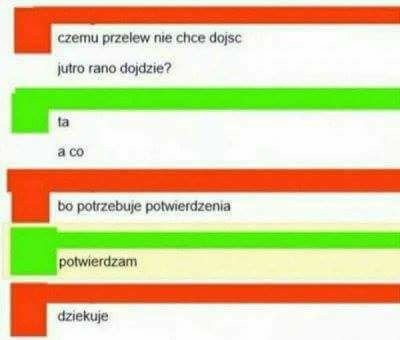 czemu przelew nie chce dojsc
jutro rano dojdzie?
ta
a co
bo potrzebuje potwierdzenia
potwierdzam
dziekuje